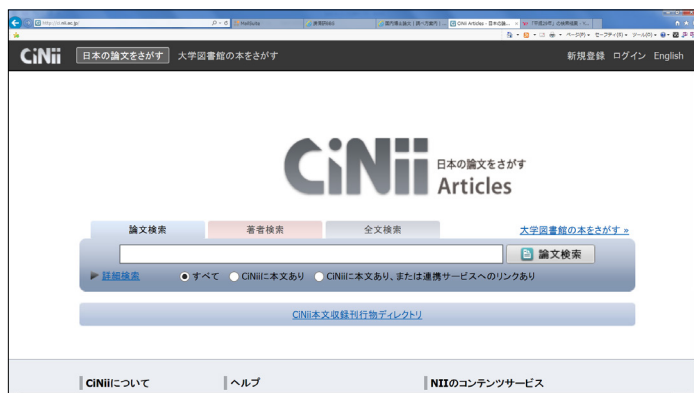 CiNii 日本の論文をさがす 大学図書館の本をさがす 新規登録 ログイン English
CiNii 日本の論文をさがす
Articles
論文検索 著者検索 全文検索 大学図書館の本をさがす »
論文検索
詳細検索 すべて CiNiiに本文あり CiNiiに本文あり、または連携サービスへのリンクあり
CiNii本文収録刊行物ディレクトリ
CiNiiについて ヘルプ NIIのコンテンツサービス